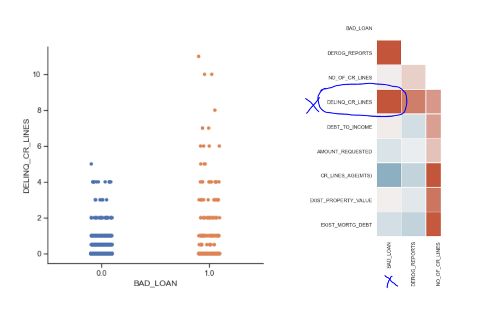 BAD_LOAN
DEROG_REPORTS
NO_OF_CR_LINES
DELINQ_CR_LINES
DEBT_TO_INCOME
AMOUNT_REQUESTED
CR_LINES_AGE(MTS)
EXIST_PROPERTY_VALUE
EXIST_MORTG_DEBT
BAD_LOAN
DEROG_REPORTS
NO_OF_CR_LINES
DELINQ_CR_LINES
10
8
6
4
2
0
0.0
1.0
BAD_LOAN